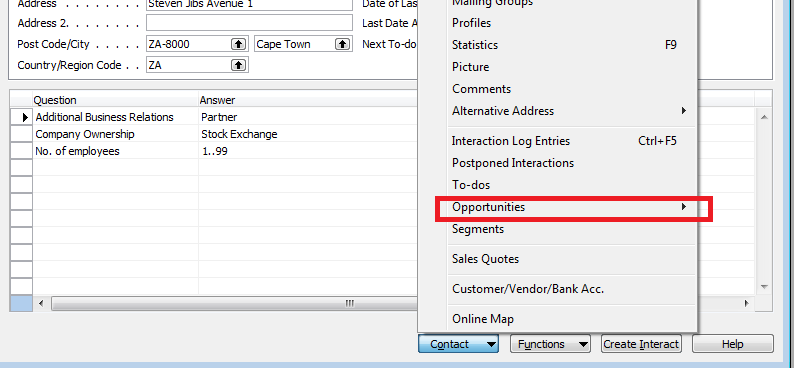 Address . . . . . . . Steven Jibs Avenue 1
Date of Las
Address 2. . . . . . .
Last Date A
Post Code/City . . . . . ZA-8000 Cape Town
Next To-do
Country/Region Code . . ZA
Question Answer
Additional Business Relations Partner
Company Ownership Stock Exchange
No. of employees 1..99
Mailing Groups
Profiles
Statistics F9
Picture
Comments
Alternative Address
Interaction Log Entries Ctrl+F5
Postponed Interactions
To-dos
Opportunities
Segments
Sales Quotes
Customer/Vendor/Bank Acc.
Online Map
Contact Functions Create Interact Help